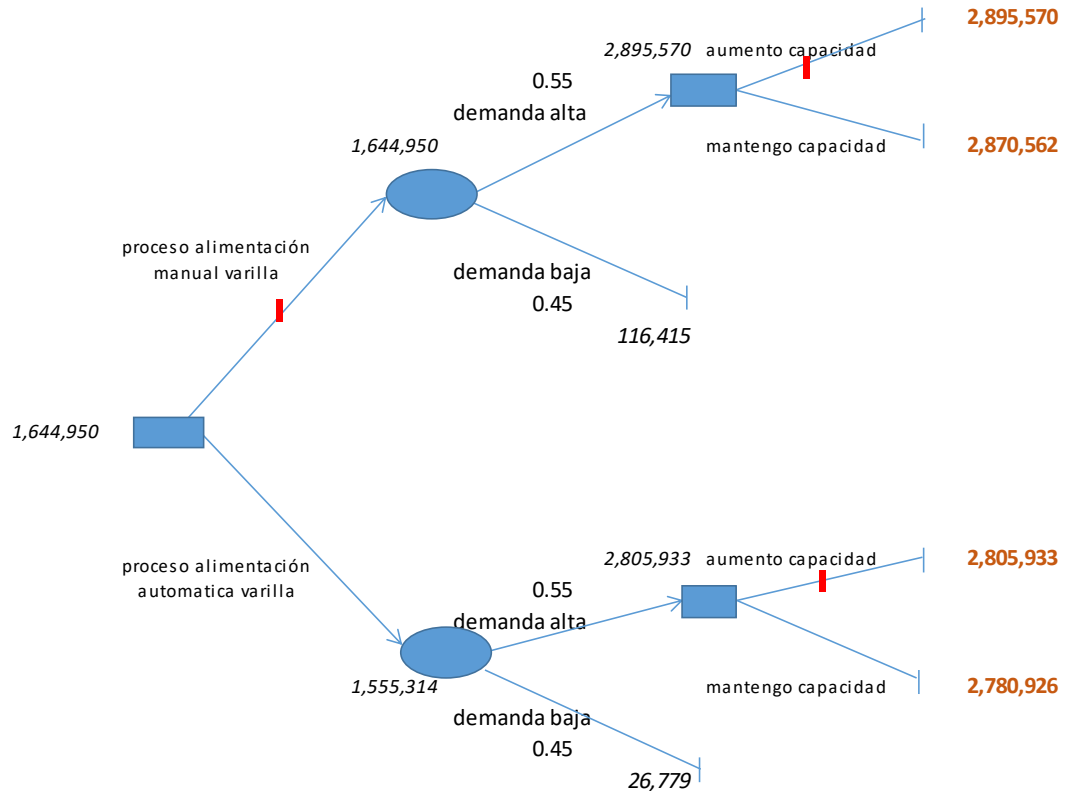 2,895,570
2,895,570 aumento capacidad
0.55
demanda alta
1,644,950
mantengo capacidad
2,870,562
proceso alimentación
manual varilla
demanda baja
0.45
116,415
1,644,950
2,805,933 aumento capacidad
2,805,933
proceso alimentación
automatica varilla
0.55
demanda alta
1,555,314
mantengo capacidad
2,780,926
demanda baja
0.45
26,779